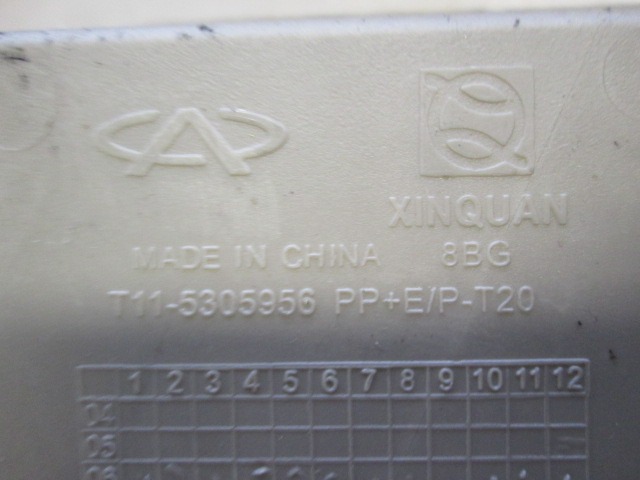 XINQUAN
MADE IN CHINA 8BG
T11-5305956 PP+E/P-T20
1 2 3 4 5 6 7 8 9 10 11 12
04
05
06